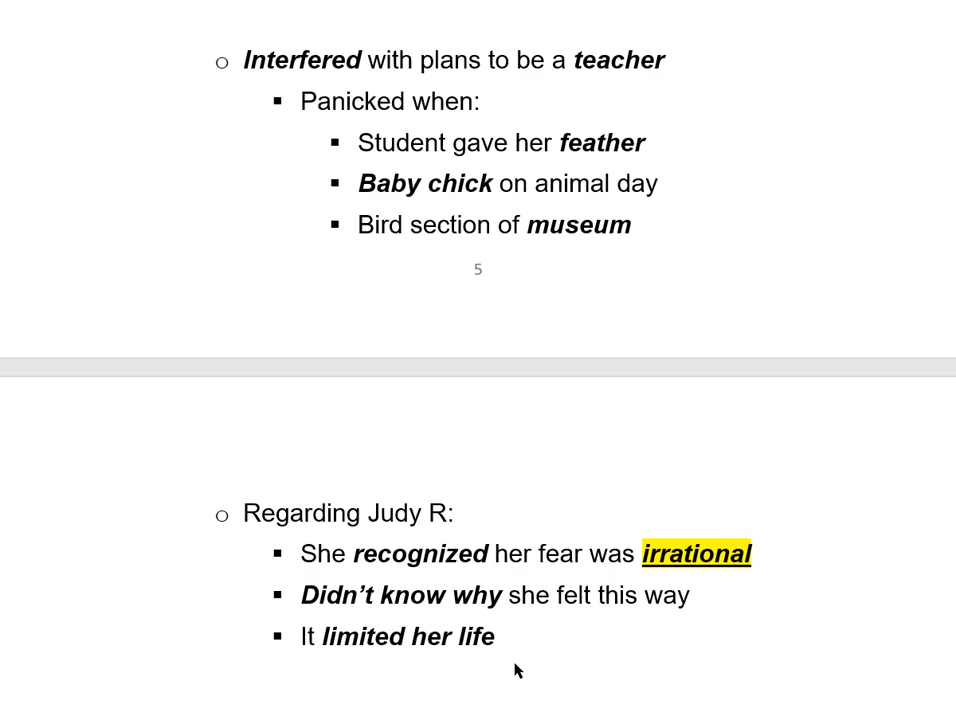 ○ Interfered with plans to be a teacher
▪ Panicked when:
▪ Student gave her feather
▪ Baby chick on animal day
▪ Bird section of museum
5
○ Regarding Judy R:
▪ She recognized her fear was irrational
▪ Didn’t know why she felt this way
▪ It limited her life